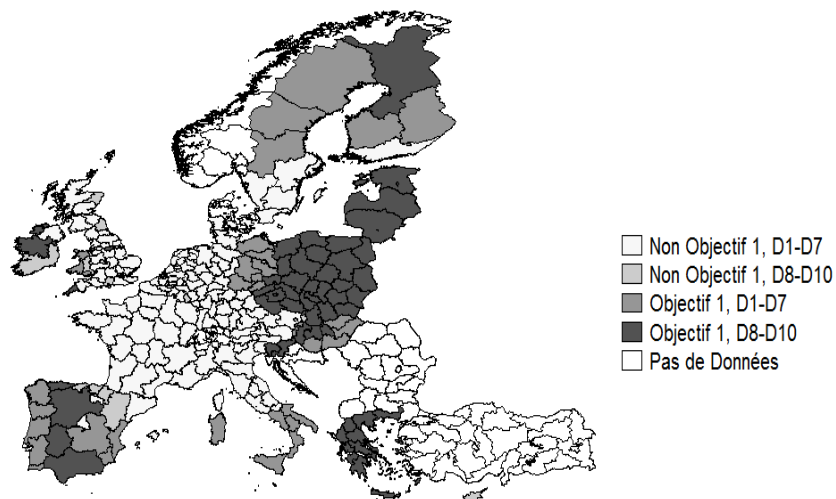 Non Objectif 1, D1-D7
Non Objectif 1, D8-D10
Objectif 1, D1-D7
Objectif 1, D8-D10
Pas de Données